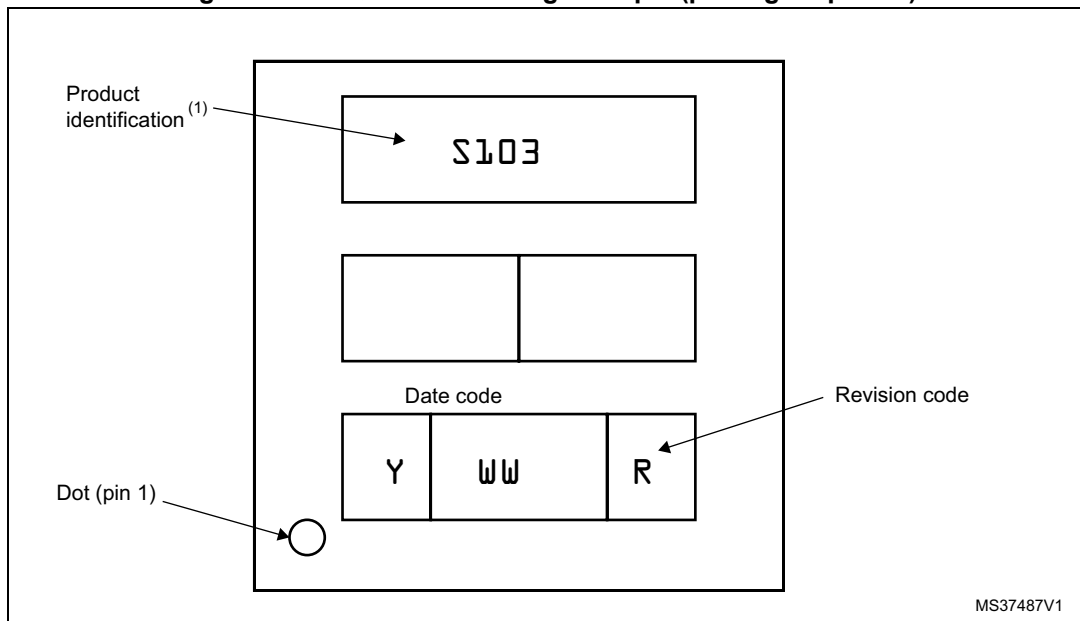 Product
identification (1)
S103
Date code
Revision code
Y WW R
Dot (pin 1)
MS37487V1